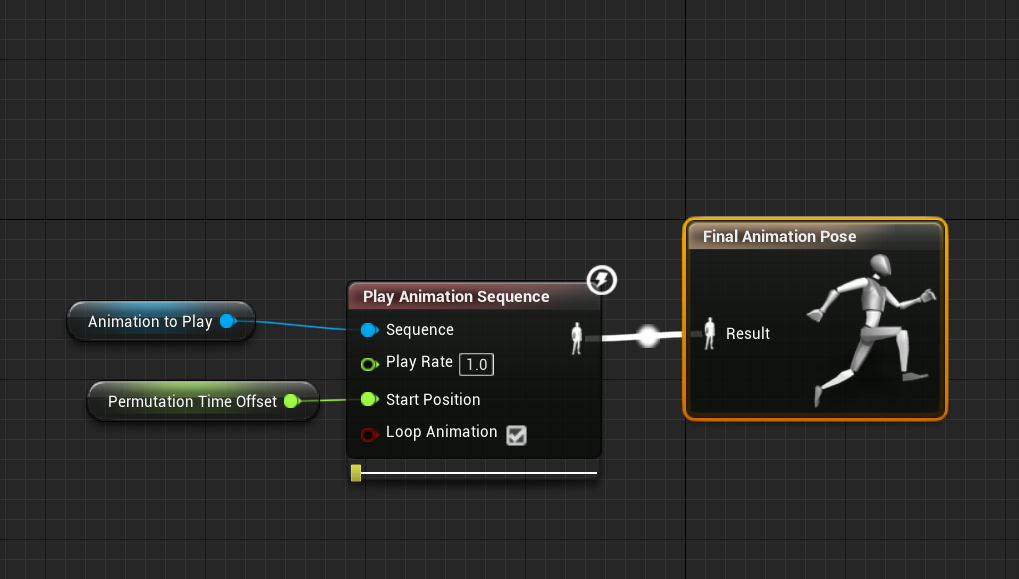 Final Animation Pose
Result
Play Animation Sequence
Animation to Play
Sequence
Play Rate 1.0
Permutation Time Offset
Start Position
Loop Animation